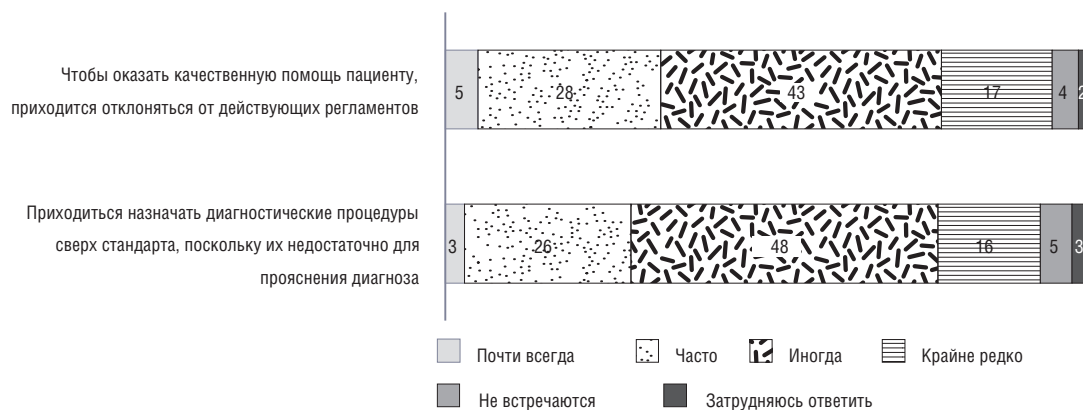 Чтобы оказать качественную помощь пациенту,
приходится отклоняться от действующих регламентов
5 28 43 17 4 2
Приходиться назначать диагностические процедуры
сверх стандарта, поскольку их недостаточно для
прояснения диагноза
3 26 48 16 5 3
Почти всегда Часто Иногда Крайне редко
Не встречаются Затрудняюсь ответить